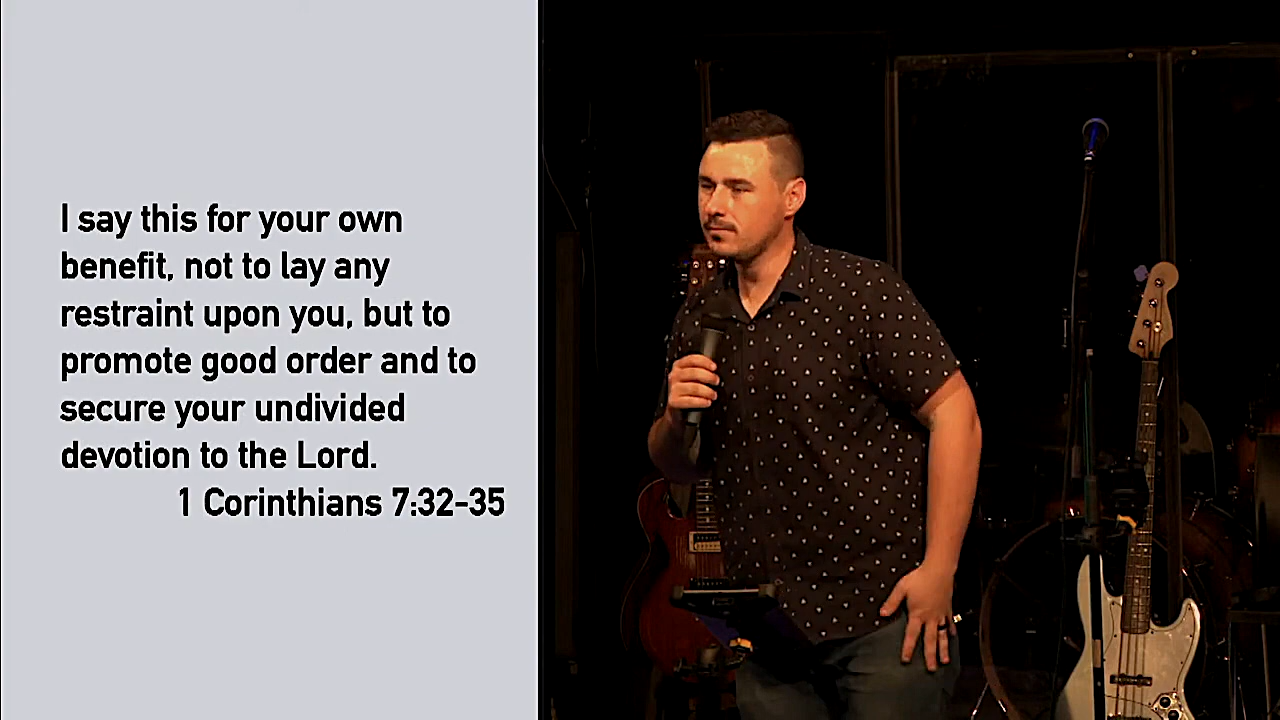 I say this for your own
benefit, not to lay any
restraint upon you, but to
promote good order and to
secure your undivided
devotion to the Lord.
1 Corinthians 7:32-35